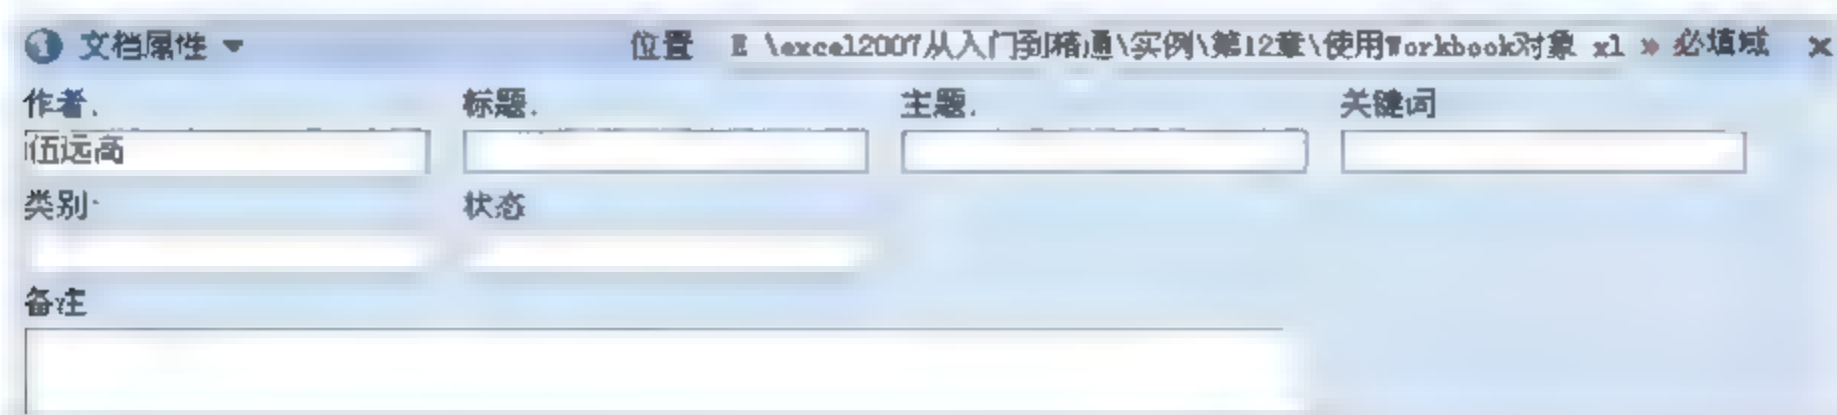 文档属性 位置 E \excel2007从入门到精通\实例\第12章\使用Workbook对象 xl * 必填域 ×
作者. 标题. 主题. 关键词
伍远高
类别: 状态
备注